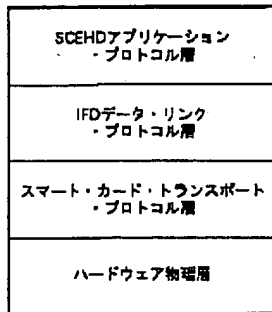 SCEHDアプリケーション
・プロトコル層
IFDデータ・リンク
・プロトコル層
スマート・カード・トランスポート
・プロトコル層
ハードウェア物理層